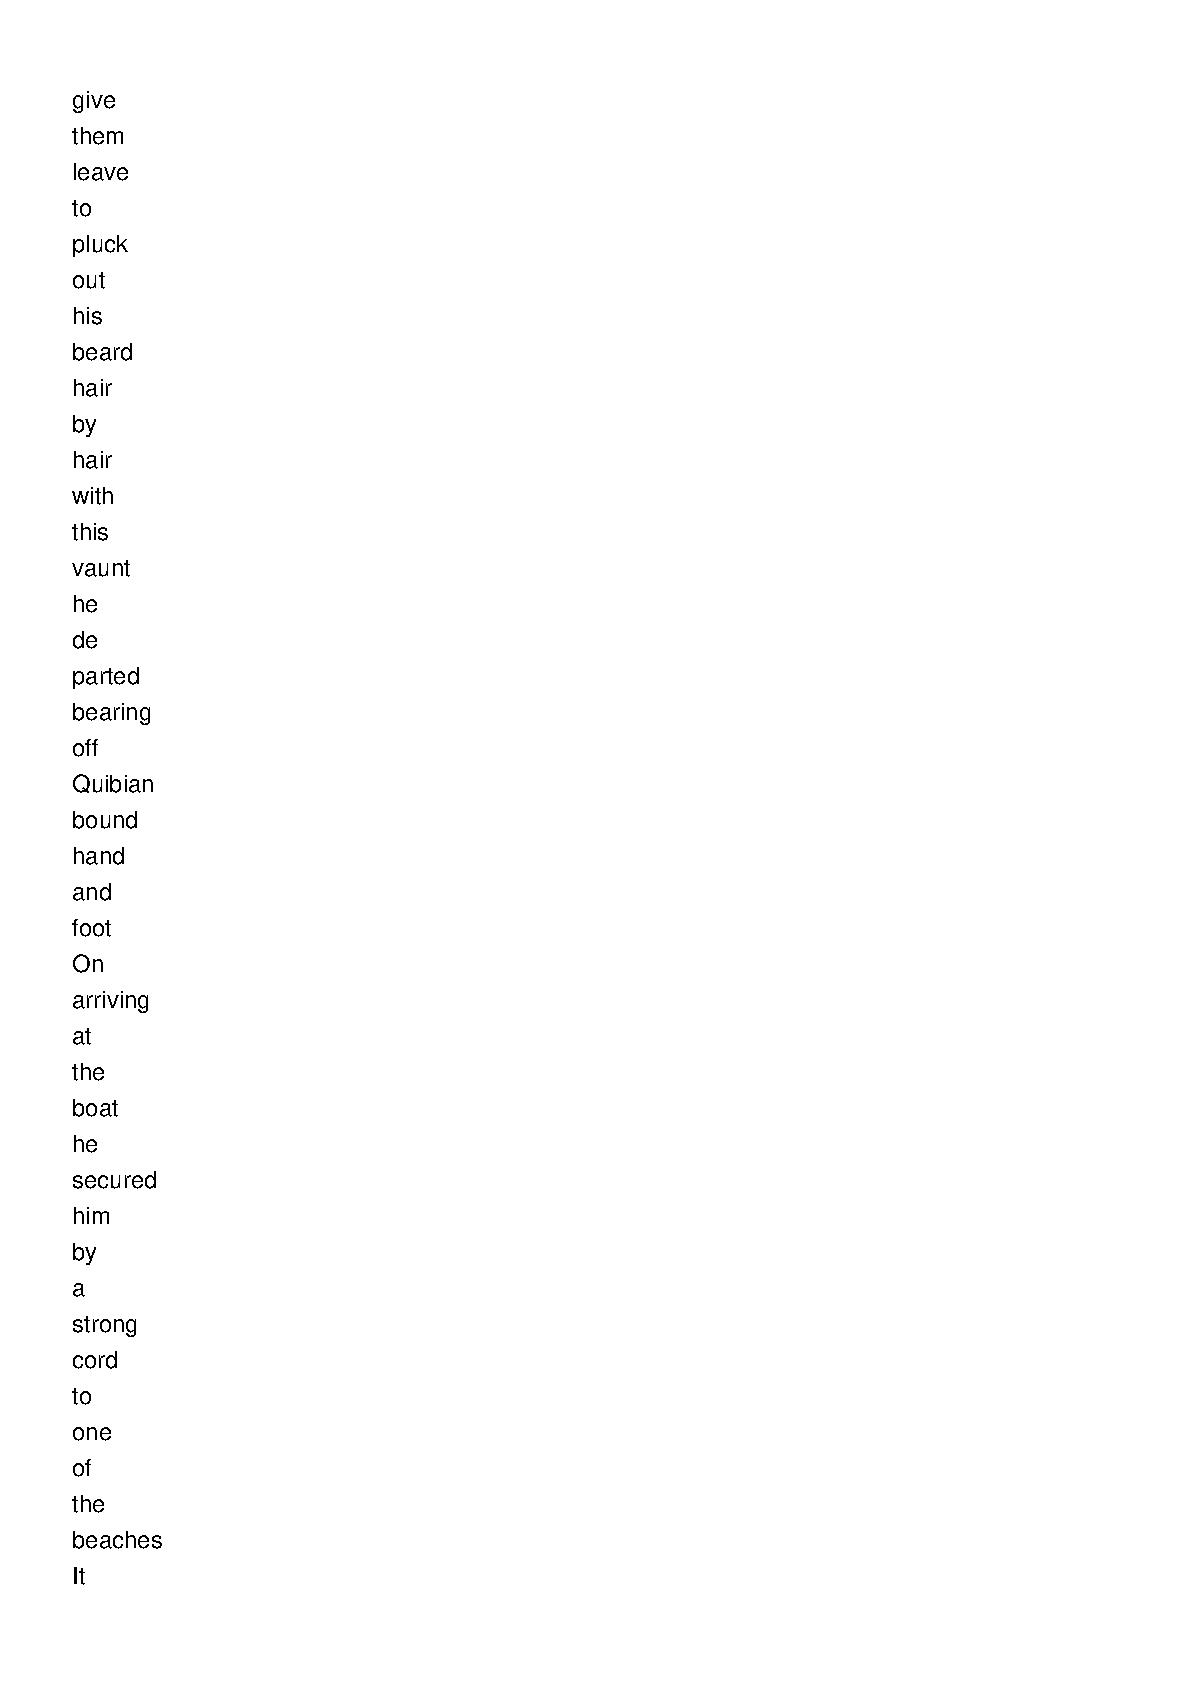 give
them
leave
to
pluck
out
his
beard
hair
by
hair
with
this
vaunt
he
de
parted
bearing
off
Quibian
bound
hand
and
foot
On
arriving
at
the
boat
he
secured
him
by
a
strong
cord
to
one
of
the
beaches
It